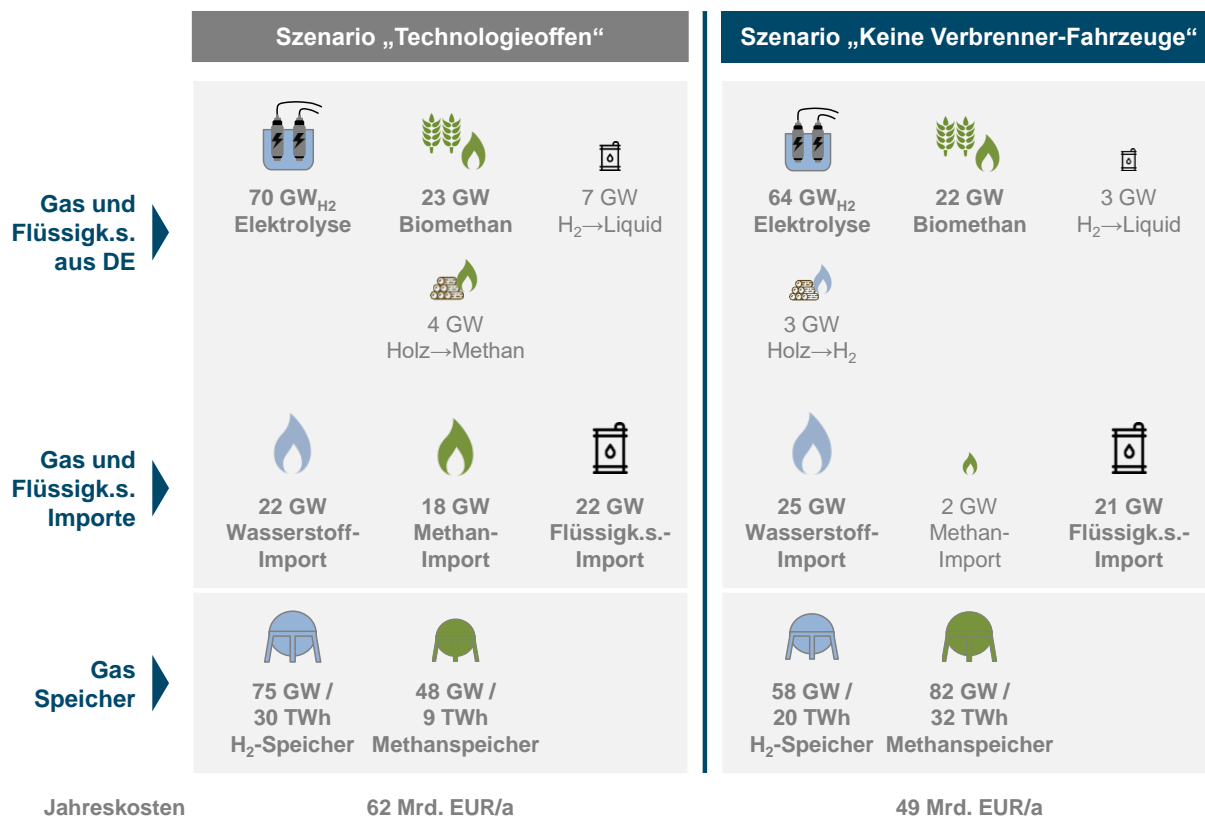 Szenario „Technologieoffen“
Szenario „Keine Verbrenner-Fahrzeuge“
Gas und
Flüssigk.s.
aus DE
70 GW_H2
Elektrolyse
23 GW
Biomethan
7 GW
H₂→Liquid
4 GW
Holz→Methan
64 GW_H2
Elektrolyse
22 GW
Biomethan
3 GW
H₂→Liquid
3 GW
Holz→H₂
Gas und
Flüssigk.s.
Importe
22 GW
Wasserstoff-
Import
18 GW
Methan-
Import
22 GW
Flüssigk.s.-
Import
25 GW
Wasserstoff-
Import
2 GW
Methan-
Import
21 GW
Flüssigk.s.-
Import
Gas
Speicher
75 GW /
30 TWh
H₂-Speicher
48 GW /
9 TWh
Methanspeicher
58 GW /
20 TWh
H₂-Speicher
82 GW /
32 TWh
Methanspeicher
Jahreskosten
62 Mrd. EUR/a
49 Mrd. EUR/a